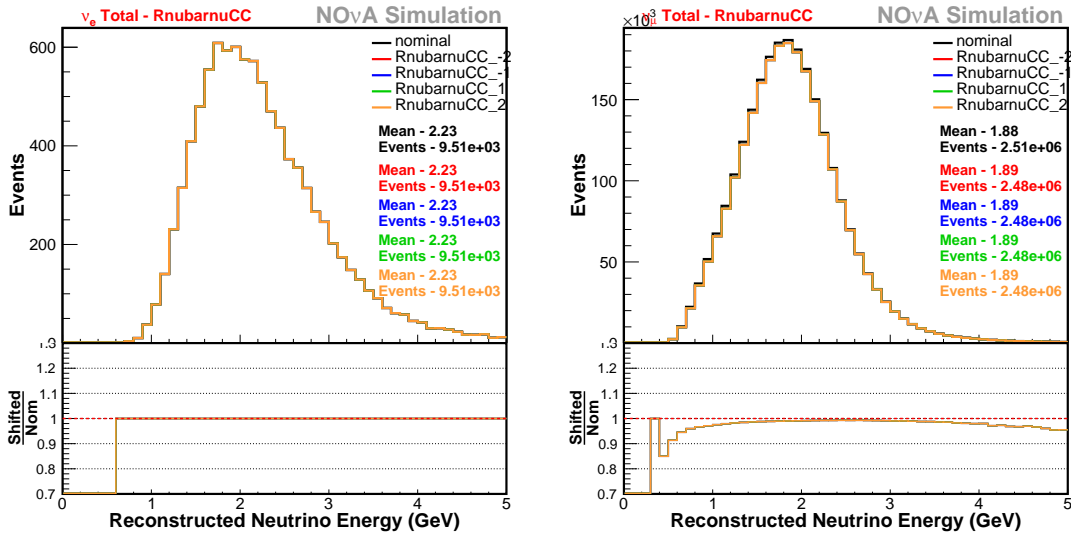 νe Total - RnubarnuCC
NOνA Simulation
nominal
RnubarnuCC_-2
RnubarnuCC_-1
RnubarnuCC_1
RnubarnuCC_2
Mean - 2.23
Events - 9.51e+03
Mean - 2.23
Events - 9.51e+03
Mean - 2.23
Events - 9.51e+03
Mean - 2.23
Events - 9.51e+03
Mean - 2.23
Events - 9.51e+03
Events
600
400
200
Shifted
Nom
1.3
1.2
1.1
1
0.9
0.8
0.7
0 1 2 3 4 5
Reconstructed Neutrino Energy (GeV)
×10³
νμ Total - RnubarnuCC
NOνA Simulation
nominal
RnubarnuCC_-2
RnubarnuCC_-1
RnubarnuCC_1
RnubarnuCC_2
Mean - 1.88
Events - 2.51e+06
Mean - 1.89
Events - 2.48e+06
Mean - 1.89
Events - 2.48e+06
Mean - 1.89
Events - 2.48e+06
Mean - 1.89
Events - 2.48e+06
Events
150
100
50
Shifted
Nom
1.3
1.2
1.1
1
0.9
0.8
0.7
0 1 2 3 4 5
Reconstructed Neutrino Energy (GeV)